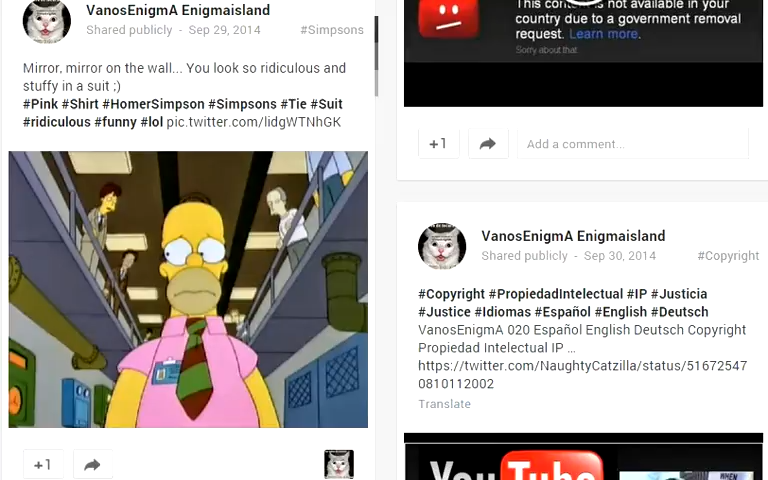 VanosEnigmA Enigmaisland
Shared publicly - Sep 29, 2014 #Simpsons
Mirror, mirror on the wall... You look so ridiculous and
stuffy in a suit ;)
#Pink #Shirt #HomerSimpson #Simpsons #Tie #Suit
#ridiculous #funny #lol pic.twitter.com/lidgWTNhGK
+1
This content is not available in your
country due to a government removal
request. Learn more.
Sorry about that.
+1
Add a comment...
VanosEnigmA Enigmaisland
Shared publicly - Sep 30, 2014 #Copyright
#Copyright #PropiedadIntelectual #IP #Justicia
#Justice #Idiomas #Español #English #Deutsch
VanosEnigmA 020 Español English Deutsch Copyright
Propiedad Intelectual IP ...
https://twitter.com/NaughtyCatzilla/status/51672547
0810112002
Translate
YouTube
WHEN